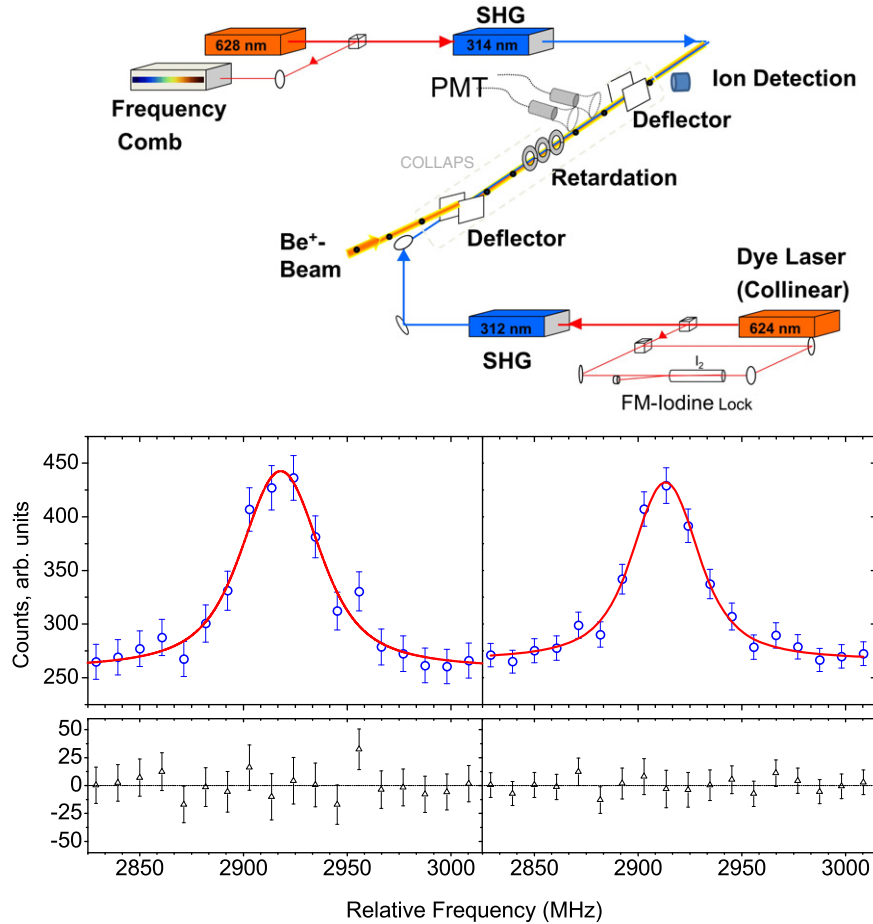 SHG
628 nm
314 nm
Ion Detection
PMT
Frequency
Comb
Deflector
COLLAPS
Retardation
Be⁺-
Beam
Deflector
Dye Laser
(Collinear)
312 nm
624 nm
SHG
I₂
FM-Iodine Lock
Counts, arb. units
450
400
350
300
250
50
25
0
-25
-50
2850 2900 2950 3000 2850 2900 2950 3000
Relative Frequency (MHz)